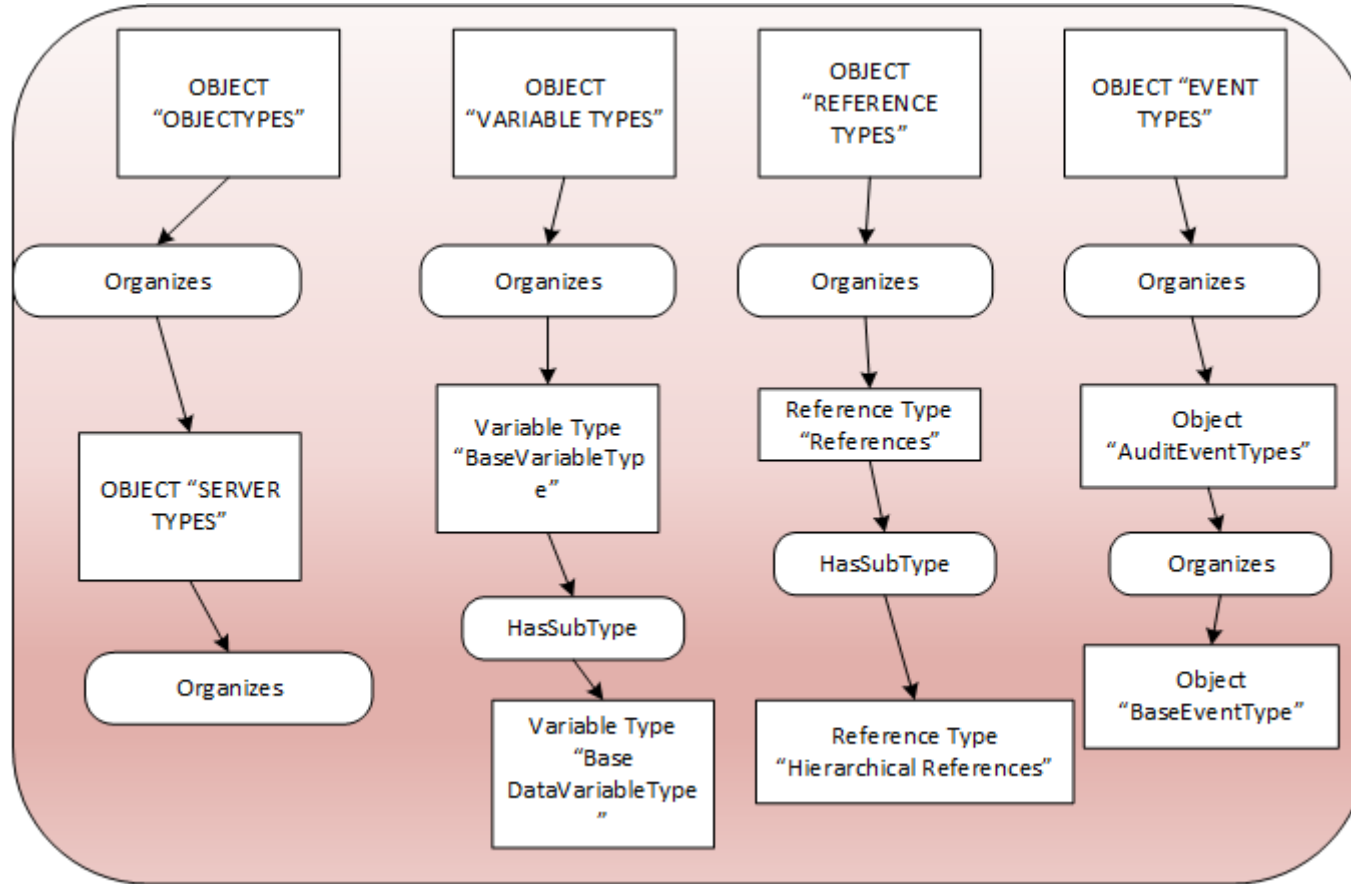 OBJECT
“OBJECTYPES”
OBJECT
“VARIABLE TYPES”
OBJECT
“REFERENCE
TYPES”
OBJECT “EVENT
TYPES”
Organizes
Organizes
Organizes
Organizes
OBJECT “SERVER
TYPES”
Variable Type
“BaseVariableTyp
e”
Reference Type
“References”
Object
“AuditEventTypes”
Organizes
HasSubType
HasSubType
Organizes
Variable Type
“Base
DataVariableType
”
Reference Type
“Hierarchical References”
Object
“BaseEventType”